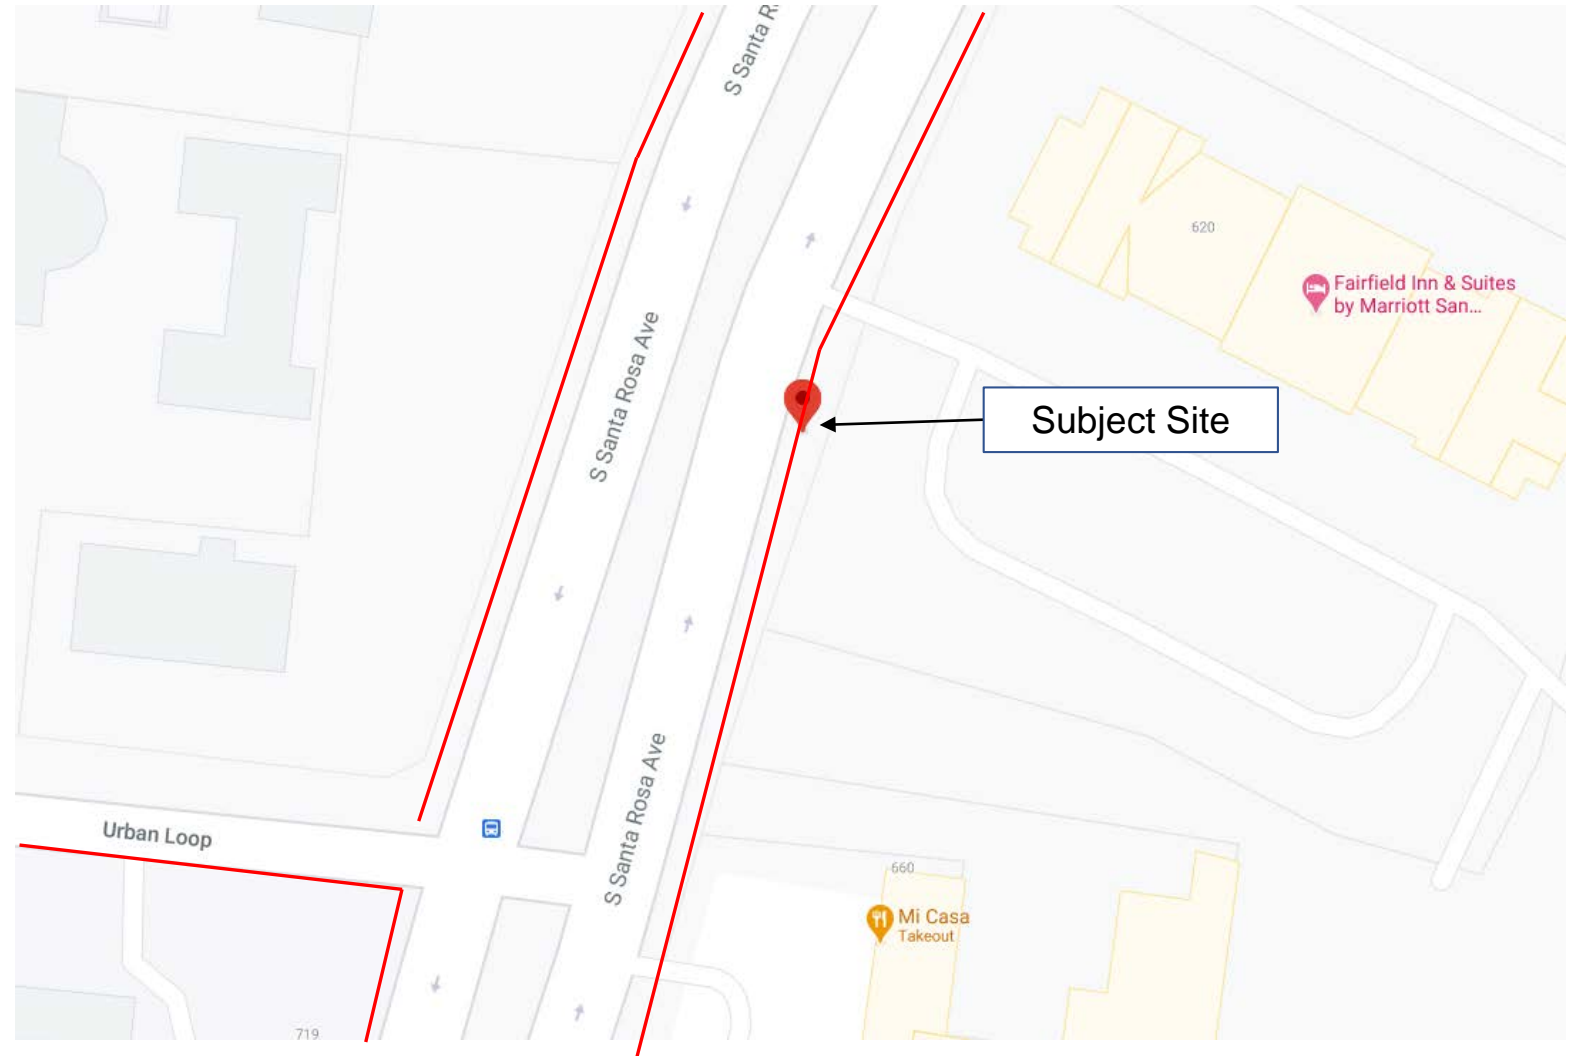 S Santa R
620
Fairfield Inn & Suites
by Marriott San...
S Santa Rosa Ave
Subject Site
S Santa Rosa Ave
Urban Loop
660
Mi Casa
Takeout
719